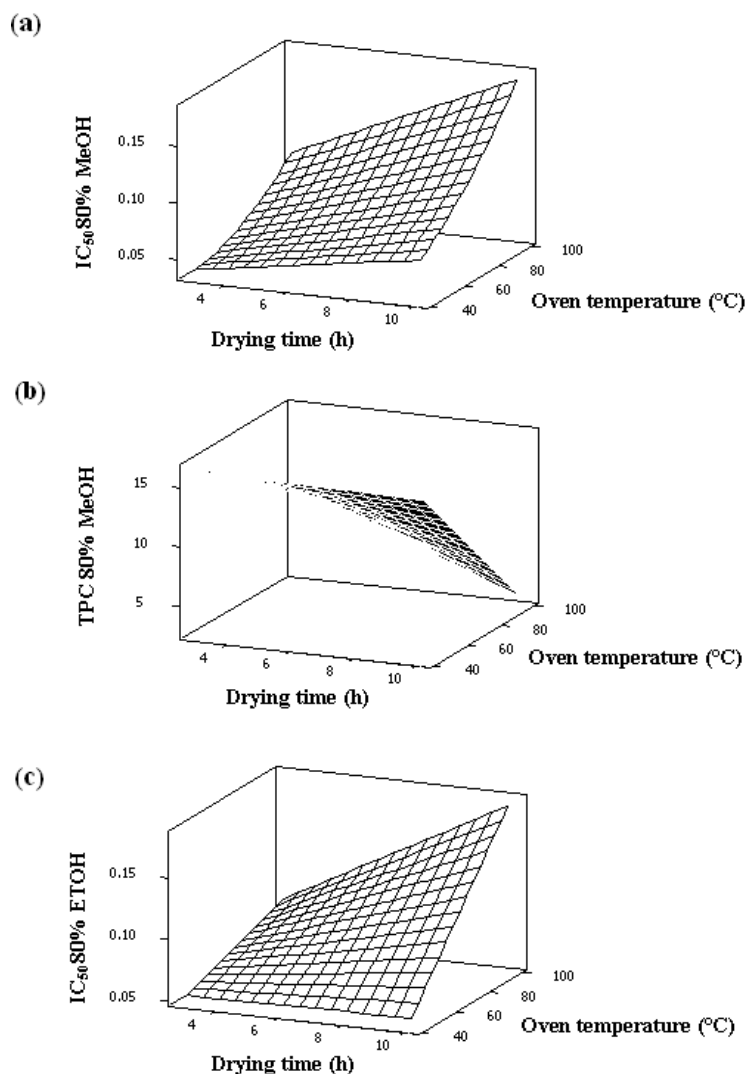 (a)
IC50 80% MeOH
0.15
0.10
0.05
4
6
8
10
Drying time (h)
40
60
80
100
Oven temperature (°C)
(b)
TPC 80% MeOH
15
10
5
4
6
8
10
Drying time (h)
40
60
80
100
Oven temperature (°C)
(c)
IC50 80% ETOH
0.15
0.10
0.05
4
6
8
10
Drying time (h)
40
60
80
100
Oven temperature (°C)